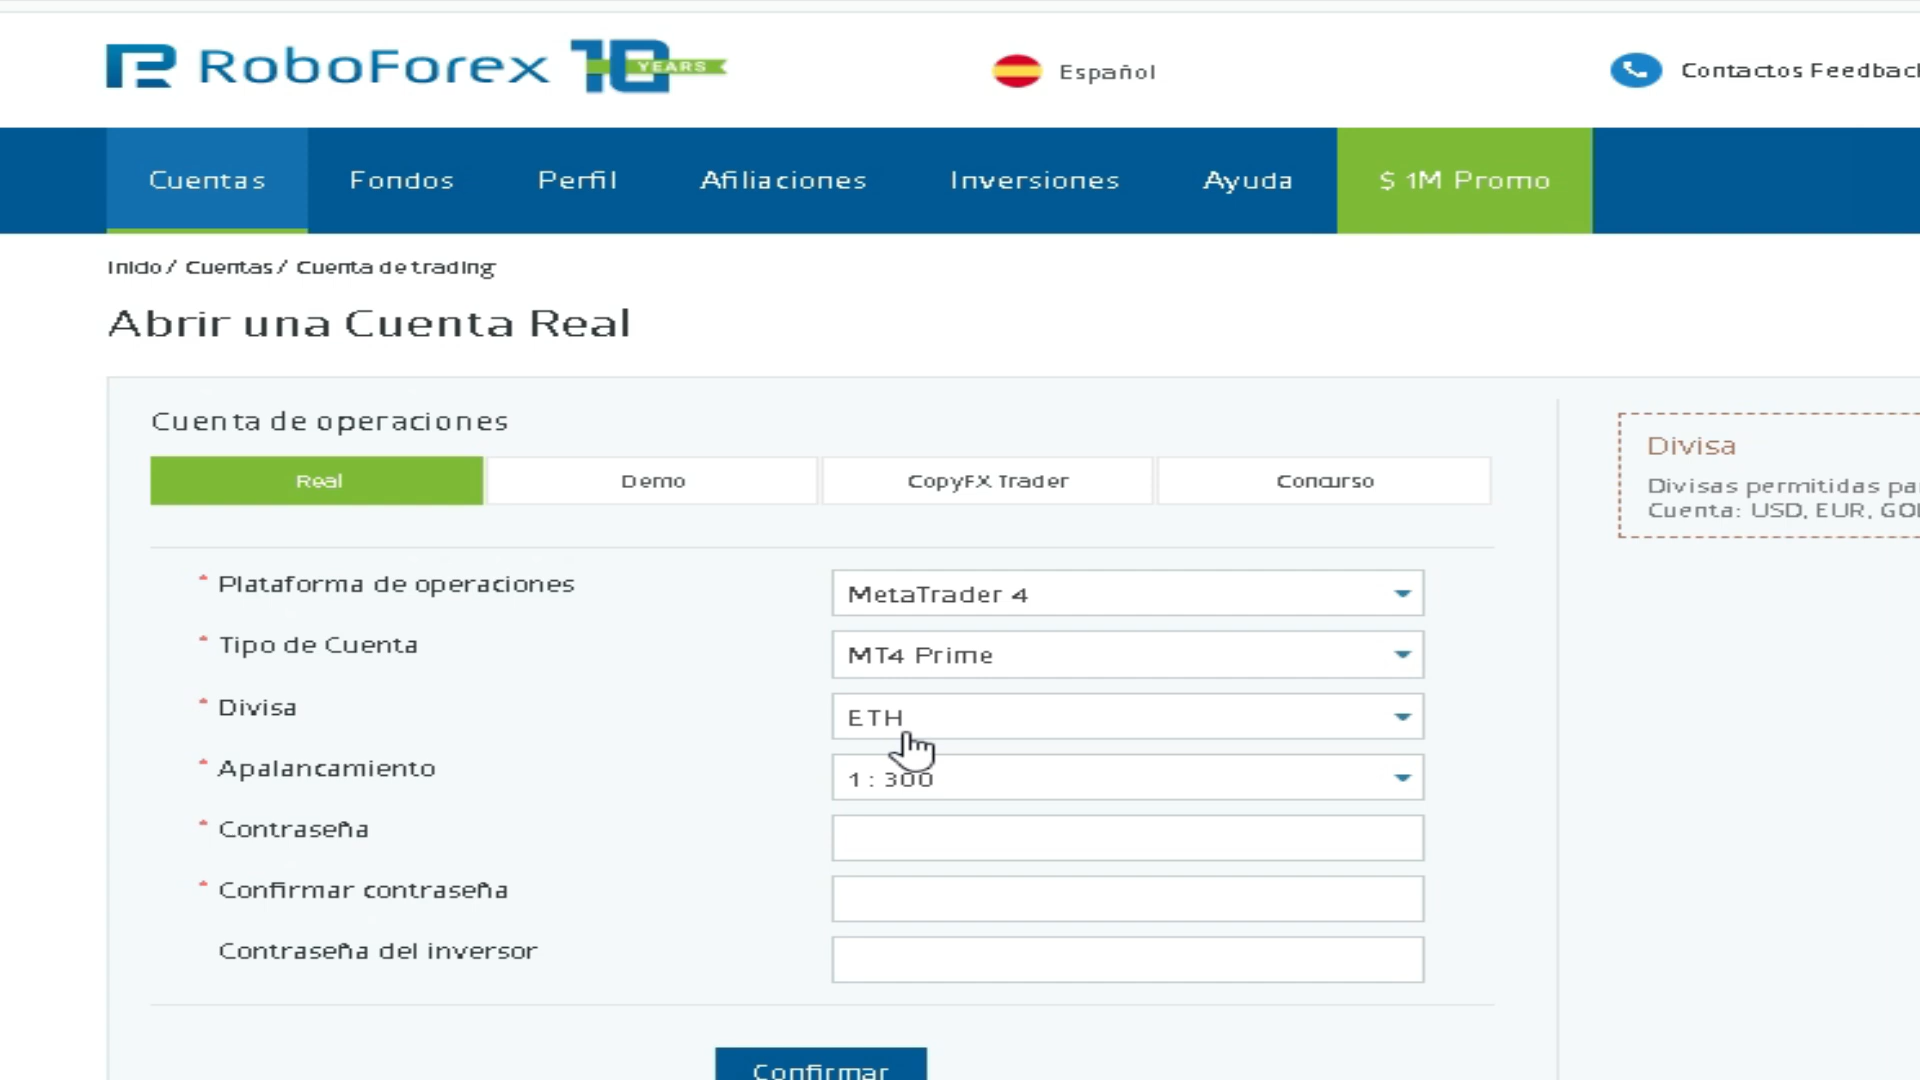 RoboForex 10 YEARS
Español
Contactos Feedback
Cuentas Fondos Perfil Afiliaciones Inversiones Ayuda $ 1M Promo
Inicio / Cuentas / Cuenta de trading
Abrir una Cuenta Real
Cuenta de operaciones
Real Demo CopyFX Trader Concurso
* Plataforma de operaciones MetaTrader 4
* Tipo de Cuenta MT4 Prime
* Divisa ETH
* Apalancamiento 1 : 300
* Contraseña
* Confirmar contraseña
Contraseña del inversor
Confirmar
Divisa
Divisas permitidas
Cuenta: USD, EUR,